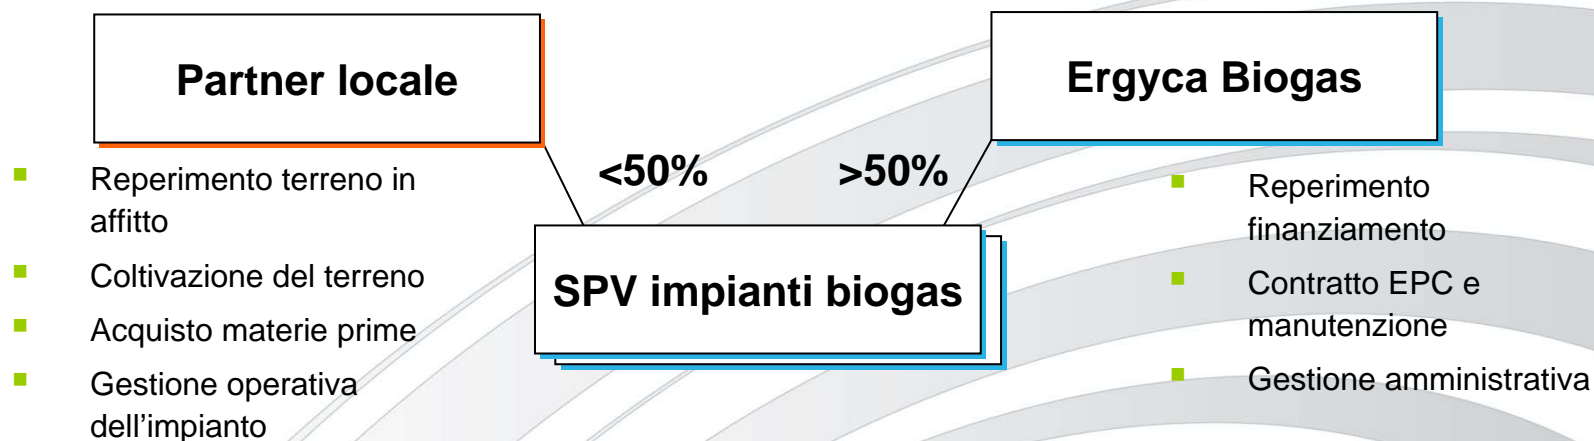 Partner locale
Ergyca Biogas
<50%
>50%
SPV impianti biogas
Reperimento terreno in
affitto
Coltivazione del terreno
Acquisto materie prime
Gestione operativa
dell’impianto
Reperimento
finanziamento
Contratto EPC e
manutenzione
Gestione amministrativa